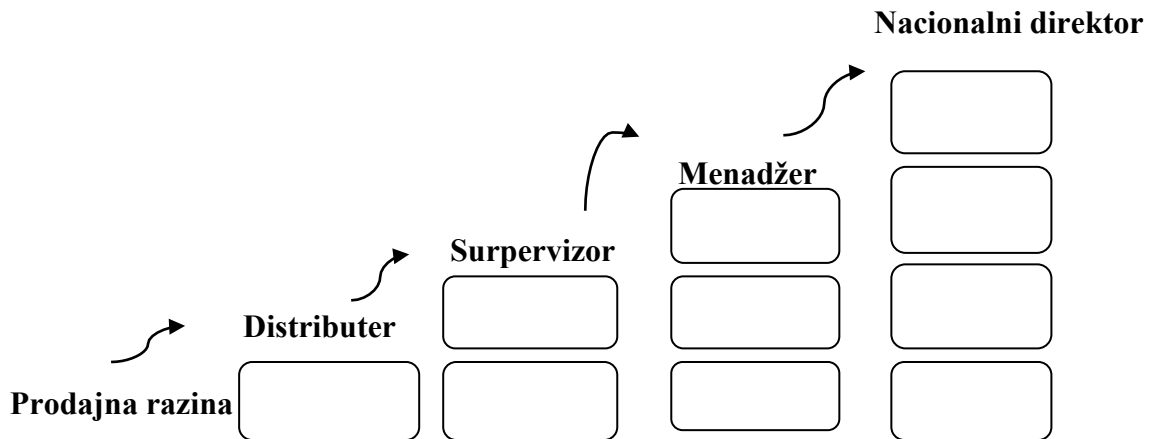 Nacionalni direktor
Menadžer
Surpervizor
Distributer
Prodajna razina